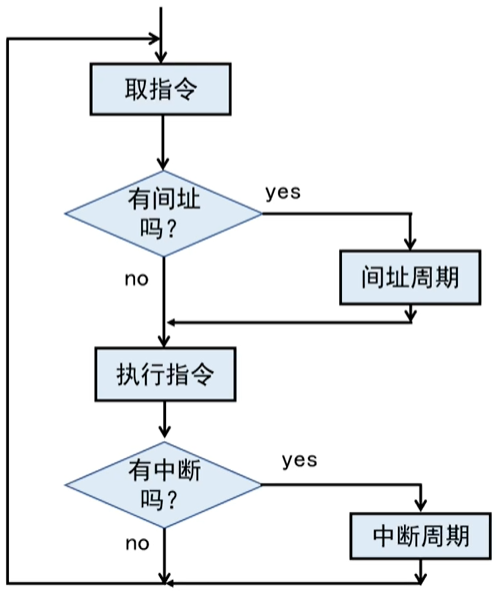 取指令
有间址
吗？
yes
no
间址周期
执行指令
有中断
吗？
yes
no
中断周期